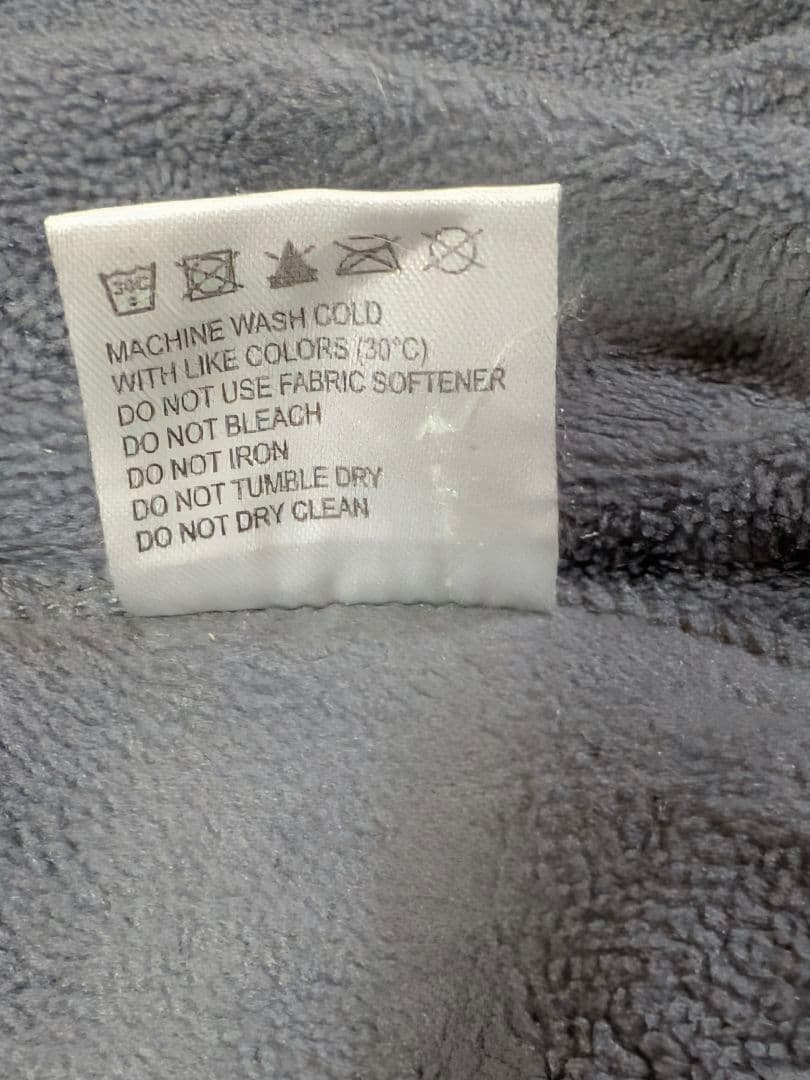 30C
MACHINE WASH COLD
WITH LIKE COLORS (30°C)
DO NOT USE FABRIC SOFTENER
DO NOT BLEACH
DO NOT IRON
DO NOT TUMBLE DRY
DO NOT DRY CLEAN